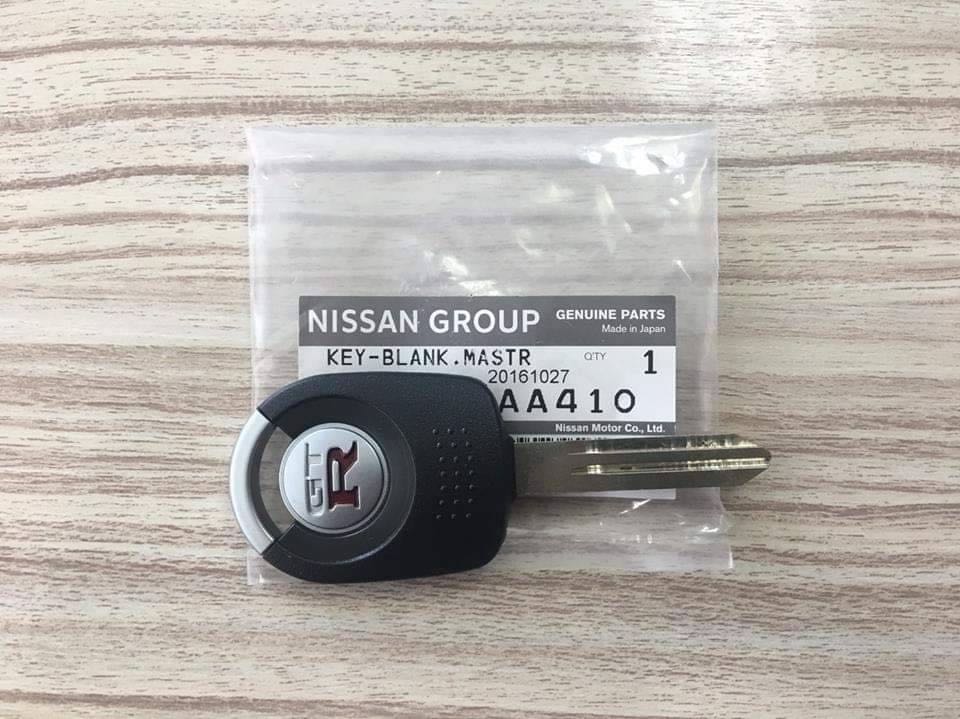 NISSAN GROUP GENUINE PARTS
Made in Japan
KEY-BLANK.MASTR Q'TY 1
20161027
AA410
Nissan Motor Co., Ltd.
GT
R